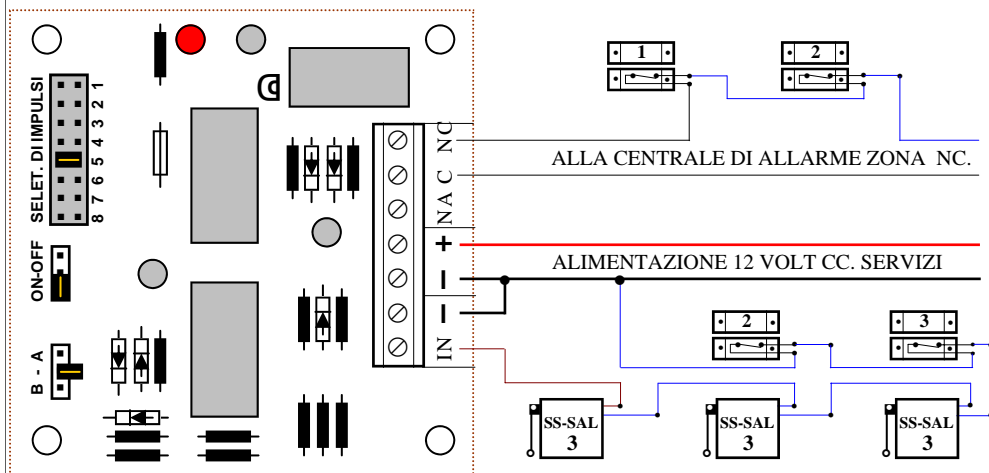 SELET. DI IMPULSI
1
2
3
4
5
6
7
8
ON-OFF
B - A
D
NC
C
NA
+
−
−
IN
1
2
ALLA CENTRALE DI ALLARME ZONA NC.
ALIMENTAZIONE 12 VOLT CC. SERVIZI
2
3
SS-SAL
3
SS-SAL
3
SS-SAL
3